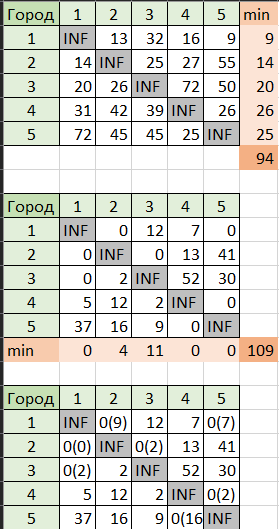 Город 1 2 3 4 5 min
1 INF 13 32 16 9 9
2 14 INF 25 27 55 14
3 20 26 INF 72 50 20
4 31 42 39 INF 26 26
5 72 45 45 25 INF 25
94
Город 1 2 3 4 5
1 INF 0 12 7 0
2 0 INF 0 13 41
3 0 2 INF 52 30
4 5 12 2 INF 0
5 37 16 9 0 INF
min 0 4 11 0 0 109
Город 1 2 3 4 5
1 INF 0(9) 12 7 0(7)
2 0(0) INF 0(2) 13 41
3 0(2) 2 INF 52 30
4 5 12 2 INF 0(2)
5 37 16 9 0(16 INF